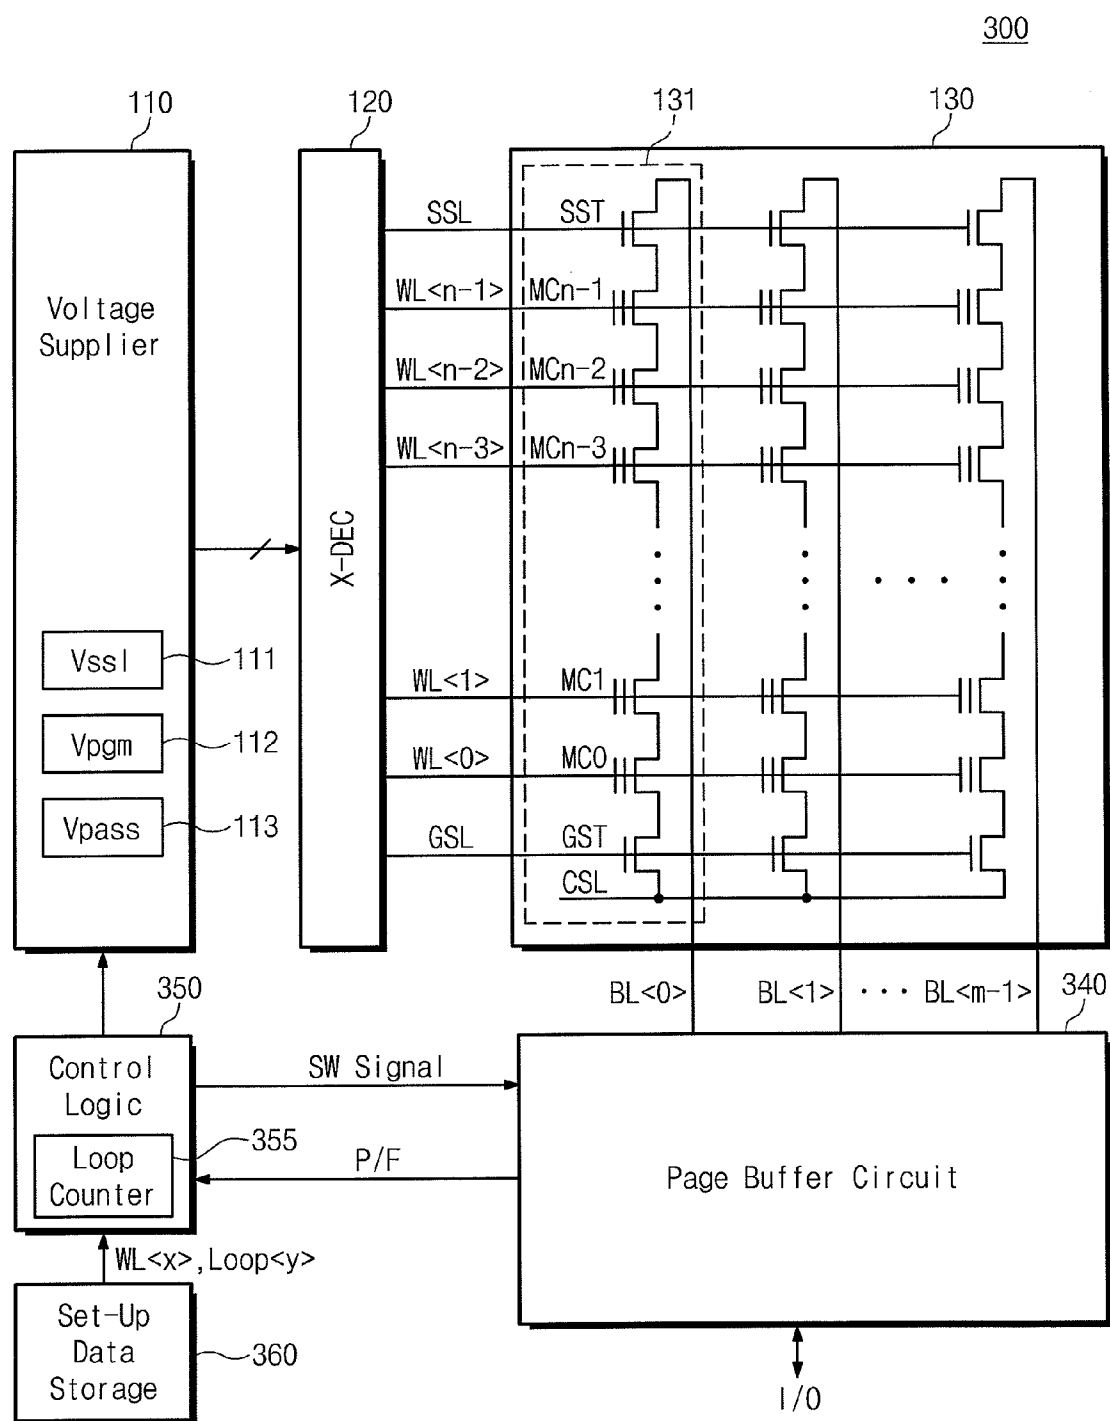 300
110
120
131
130
Voltage
Supplier
Vssl
111
Vpgm
112
Vpass
113
X-DEC
SSL
SST
WL<n-1>
MCn-1
WL<n-2>
MCn-2
WL<n-3>
MCn-3
WL<1>
MC1
WL<0>
MC0
GSL
GST
CSL
BL<0>
BL<1>
BL<m-1>
350
340
Control
Logic
355
Loop
Counter
SW Signal
P/F
Page Buffer Circuit
WL<x>,Loop<y>
Set-Up
Data
Storage
360
I/O